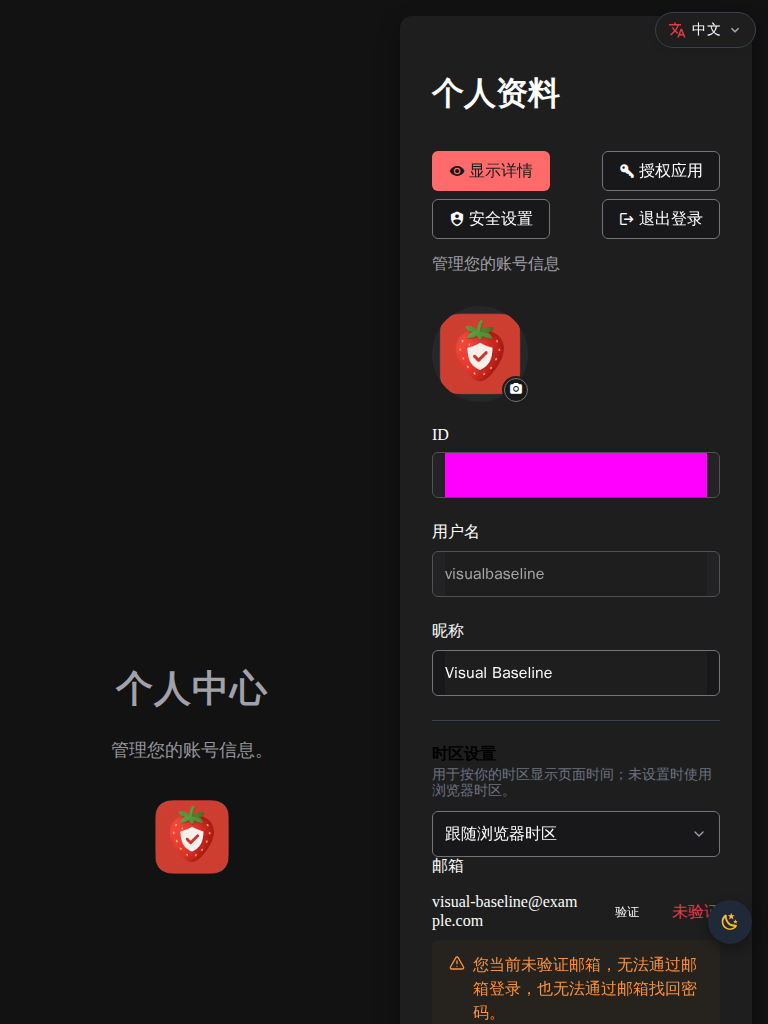 中文
个人资料
显示详情
授权应用
安全设置
退出登录
管理您的账号信息
ID
用户名
visualbaseline
昵称
Visual Baseline
时区设置
用于按你的时区显示页面时间；未设置时使用
浏览器时区。
跟随浏览器时区
邮箱
visual-baseline@exam
ple.com
验证
未验证
您当前未验证邮箱，无法通过邮
箱登录，也无法通过邮箱找回密
码。
个人中心
管理您的账号信息。